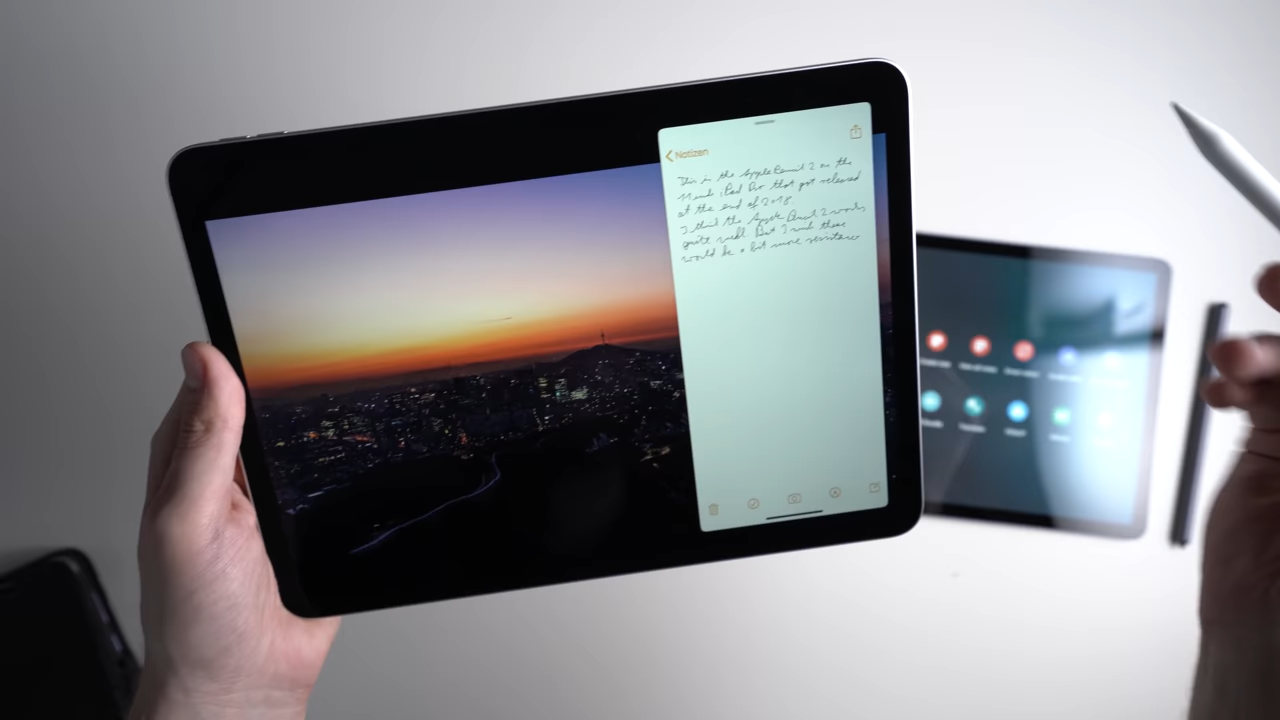 Notizen
This is the Apple Pencil 2 on the
11 inch iPad Pro that got released
at the end of 2018.
I think the Apple Pencil 2 works
quite well. But I wish there
would be a bit more resistance